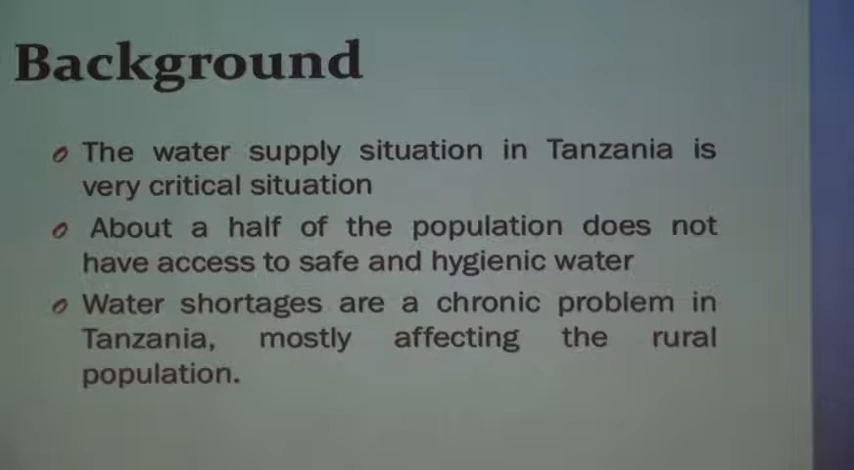 Background
The water supply situation in Tanzania is
very critical situation
About a half of the population does not
have access to safe and hygienic water
Water shortages are a chronic problem in
Tanzania, mostly affecting the rural
population.